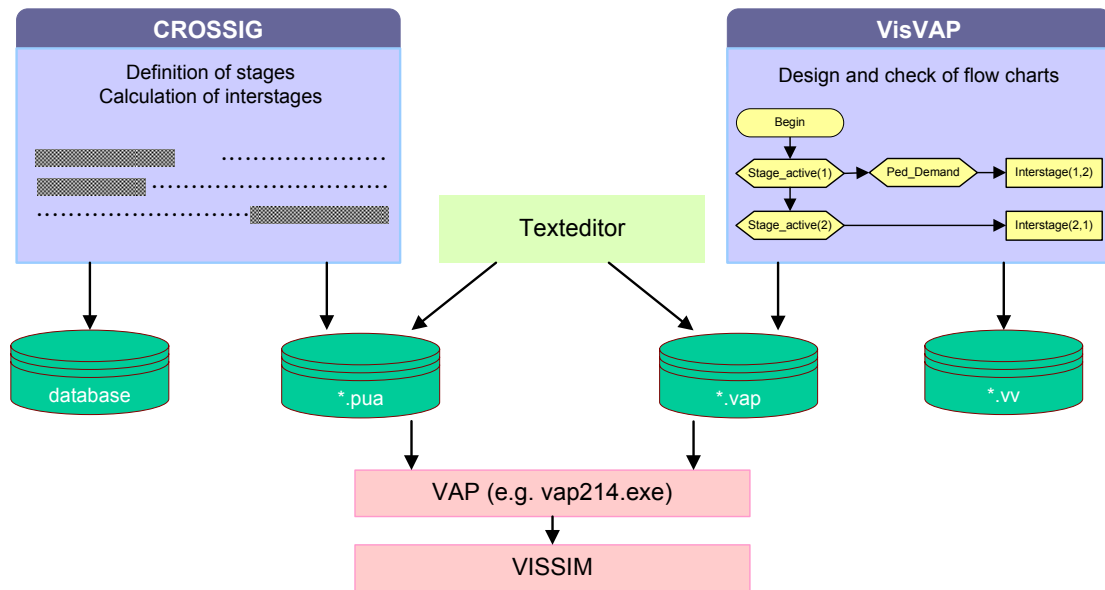 CROSSIG
Definition of stages
Calculation of interstages
VisVAP
Design and check of flow charts
Begin
Stage_active(1)
Ped_Demand
Interstage(1,2)
Stage_active(2)
Interstage(2,1)
Texteditor
database
*.pua
*.vap
*.vv
VAP (e.g. vap214.exe)
VISSIM